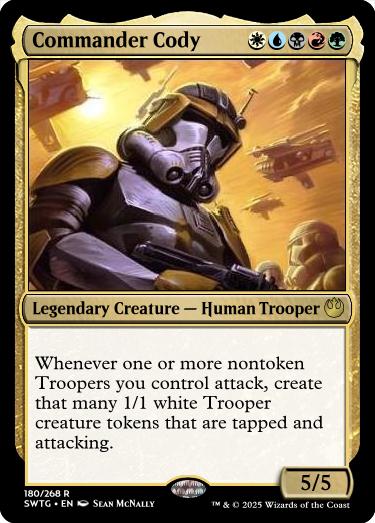 Commander Cody
Legendary Creature — Human Trooper
Whenever one or more nontoken
Troopers you control attack, create
that many 1/1 white Trooper
creature tokens that are tapped and
attacking.
5/5
180/268 R
SWTG • EN Sean McNally
™ & © 2025 Wizards of the Coast